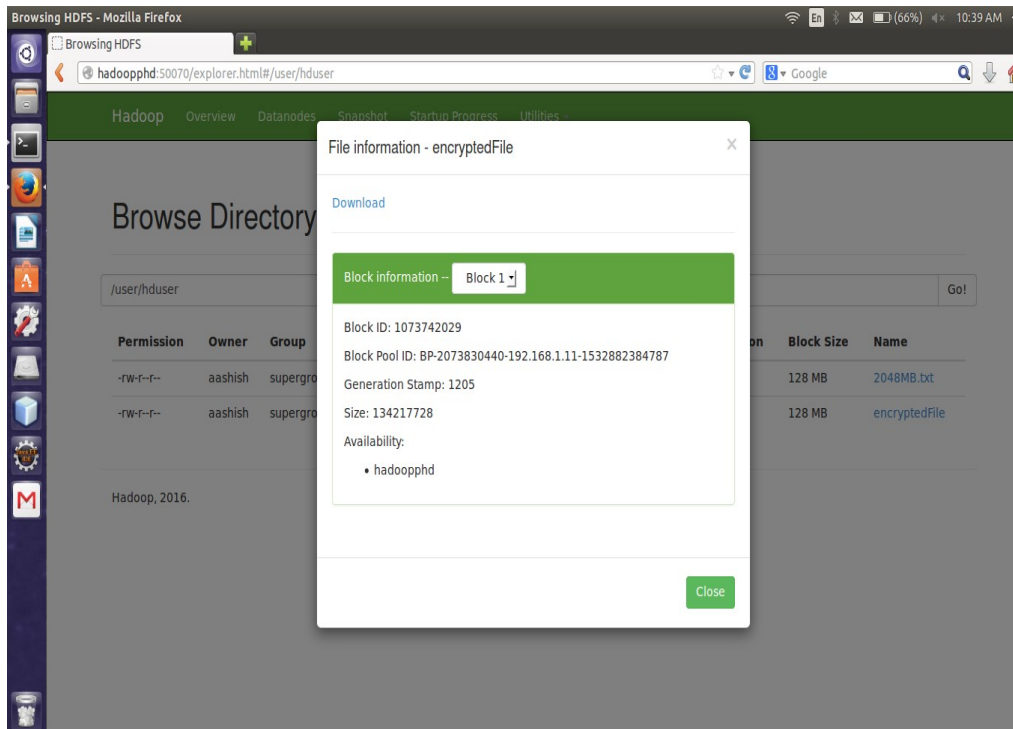 Browsing HDFS - Mozilla Firefox En (66%) 10:39 AM
Browsing HDFS
hadoopphd:50070/explorer.html#/user/hduser Google
Hadoop Overview Datanodes Snapshot Startup Progress Utilities
File information - encryptedFile ×
Download
Browse Directory
Block information -- Block 1
/user/hduser Go!
Block ID: 1073742029
Block Pool ID: BP-2073830440-192.168.1.11-1532882384787
Generation Stamp: 1205
Size: 134217728
Availability:
• hadoopphd
Permission Owner Group on Block Size Name
-rw-r--r-- aashish supergro 128 MB 2048MB.txt
-rw-r--r-- aashish supergro 128 MB encryptedFile
Hadoop, 2016.
Close